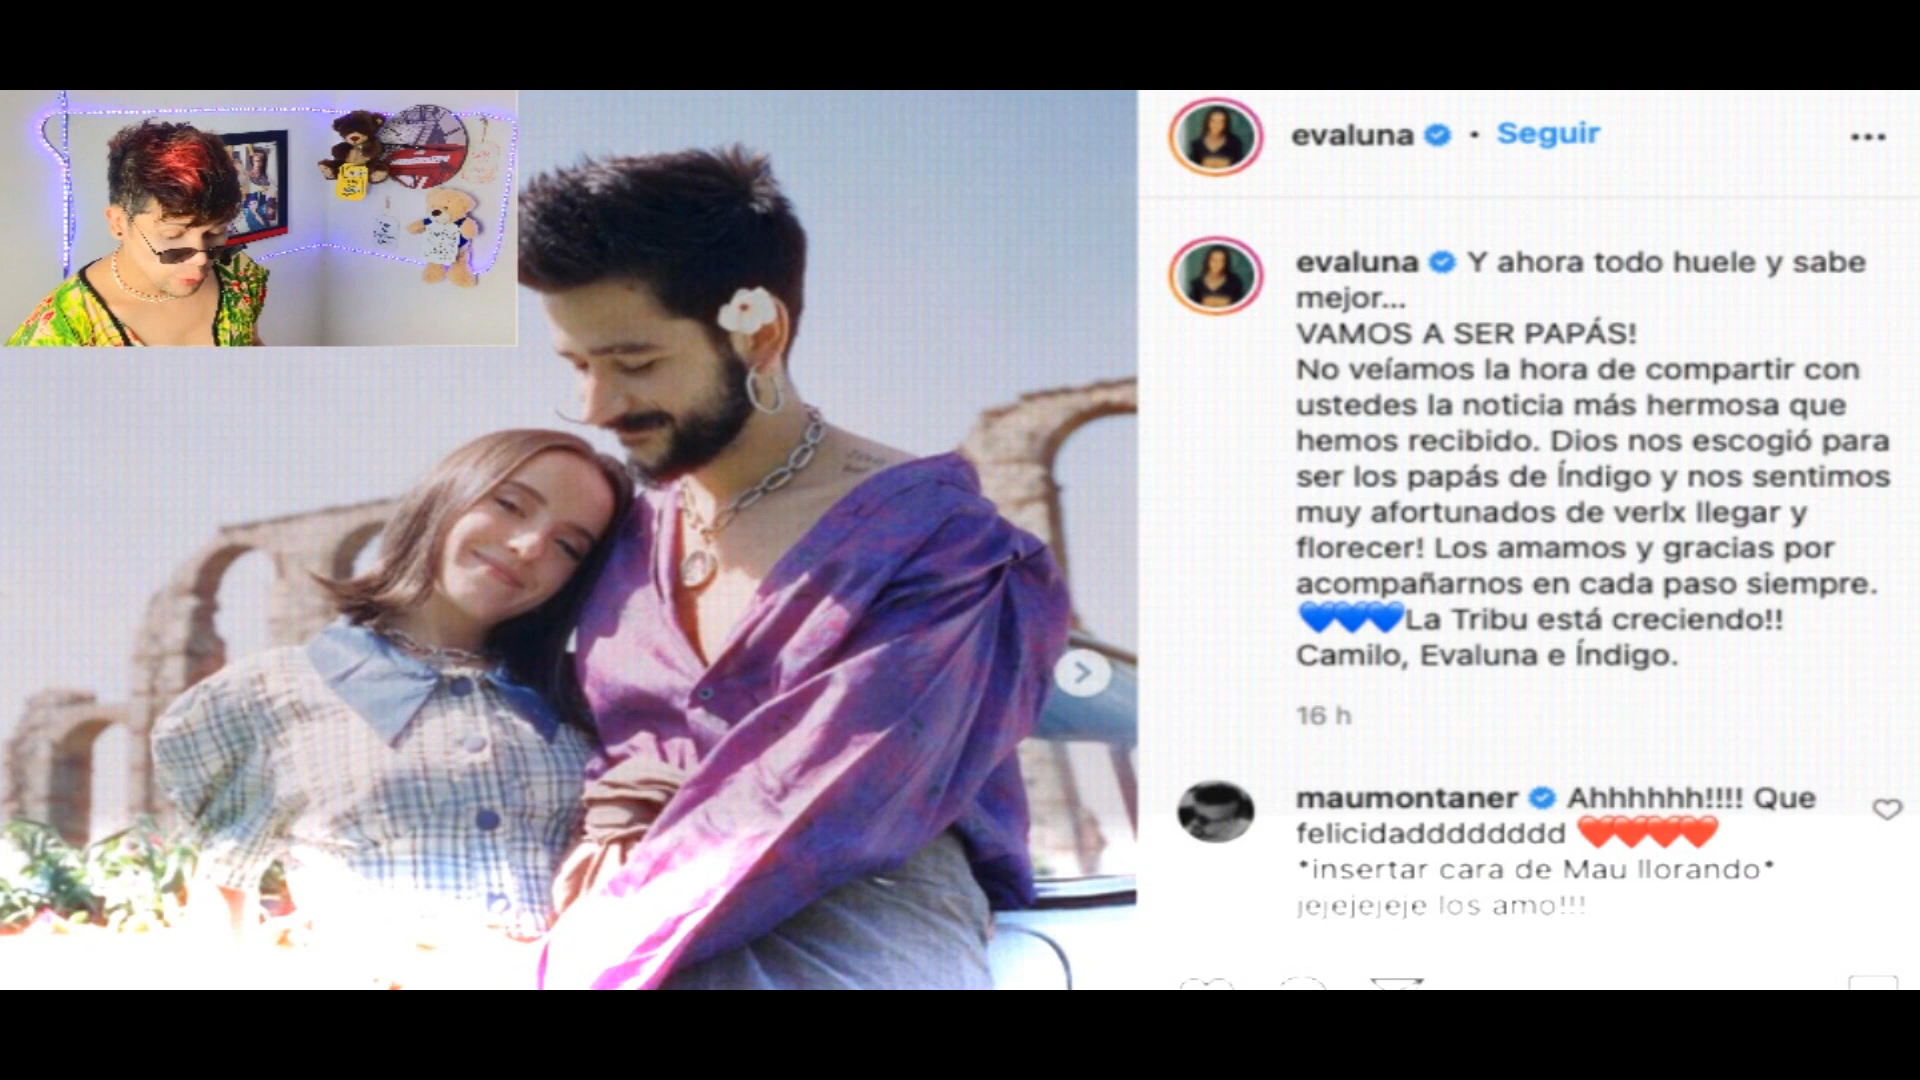 evaluna • Seguir
evaluna Y ahora todo huele y sabe
mejor...
VAMOS A SER PAPÁS!
No veíamos la hora de compartir con
ustedes la noticia más hermosa que
hemos recibido. Dios nos escogió para
ser los papás de Índigo y nos sentimos
muy afortunados de verlx llegar y
florecer! Los amamos y gracias por
acompañarnos en cada paso siempre.
💙💙💙La Tribu está creciendo!!
Camilo, Evaluna e Índigo.
16 h
maumontaner Ahhhhhh!!!! Que
felicidadddddddd ❤️❤️❤️❤️
*insertar cara de Mau llorando*
jejejejeje los amo!!!